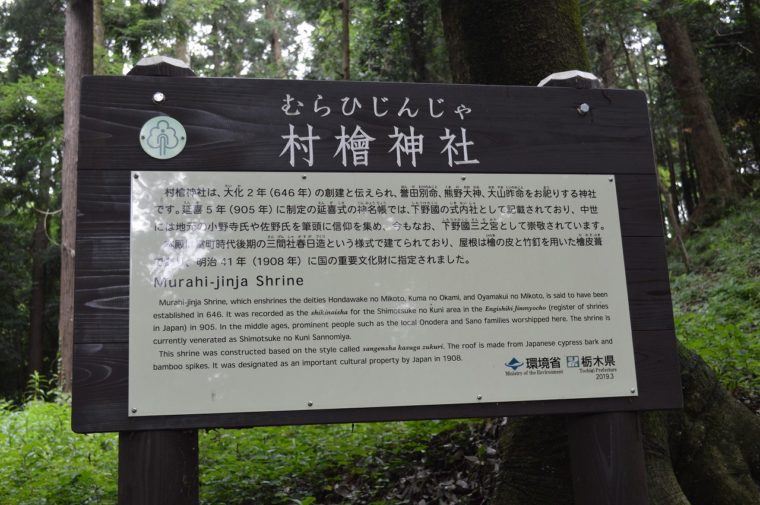 むらひじんじゃ
村檜神社
村檜神社は、大化2年(646年)の創建と伝えられ、誉田別命、熊野大神、大山咋命をお祀りする神社
です。延喜5年(905年)に制定の延喜式の神名帳では、下野國の式内社として記載されており、中世
には地元の小野寺氏や佐野氏を筆頭に信仰を集め、今もなお、下野國三之宮として崇敬されています。
本殿は室町時代後期の三間社春日造という様式で建てられており、屋根は檜の皮と竹釘を用いた檜皮葺
であり、明治41年(1908年)に国の重要文化財に指定されました。
Murahi-jinja Shrine
Murahi-jinja Shrine, which enshrines the deities Hondawake no Mikoto, Kuma no Okami, and Oyamakui no Mikoto, is said to have been
established in 646. It was recorded as the shikinaisha for the Shimotsuke no Kuni area in the Engishiki Jimmyocho (register of shrines
in Japan) in 905. In the middle ages, prominent people such as the local Onodera and Sano families worshipped here. The shrine is
currently venerated as Shimotsuke no Kuni Sannomiya.
This shrine was constructed based on the style called sangensha kasuga zukuri. The roof is made from Japanese cypress bark and
bamboo spikes. It was designated as an important cultural property by Japan in 1908.
環境省 栃木県
Ministry of the Environment Tochigi Prefecture
2019.3